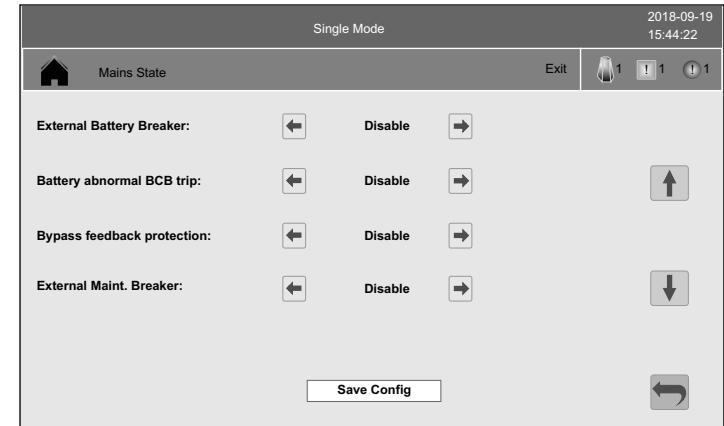 Single Mode
2018-09-19
15:44:22
Mains State
Exit
1
! 1
! 1
External Battery Breaker: Disable
Battery abnormal BCB trip: Disable
Bypass feedback protection: Disable
External Maint. Breaker: Disable
Save Config